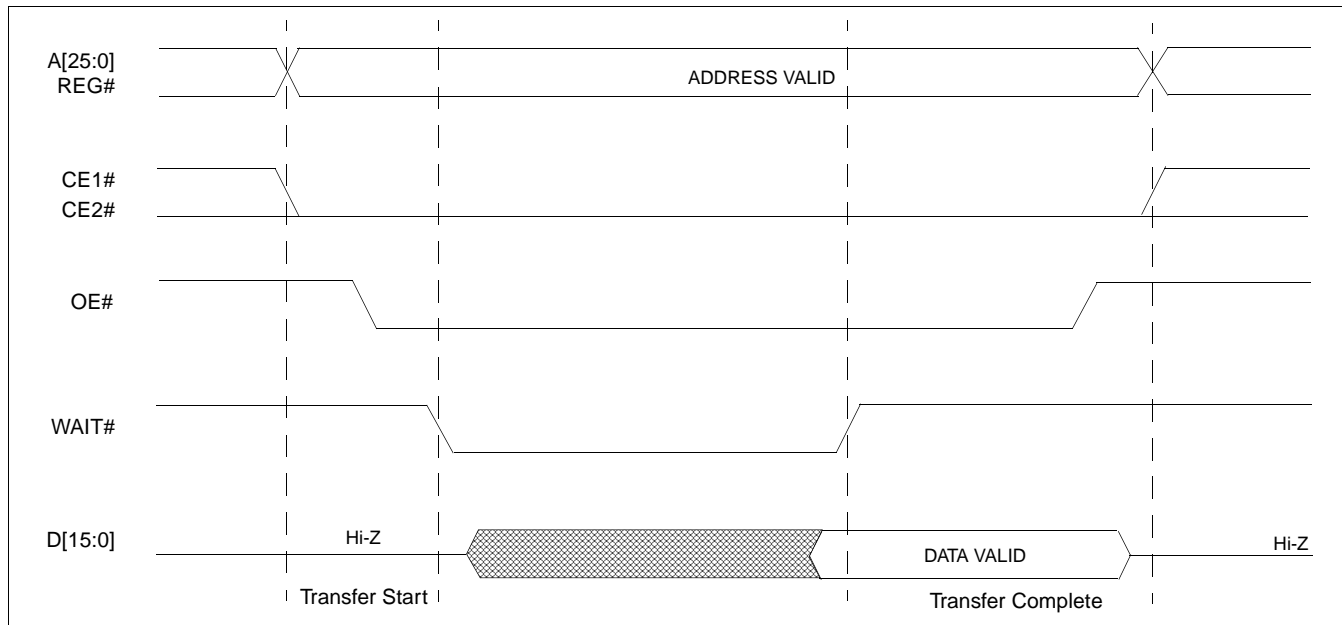 A[25:0]
REG#
ADDRESS VALID
CE1#
CE2#
OE#
WAIT#
D[15:0]
Hi-Z
DATA VALID
Hi-Z
Transfer Start
Transfer Complete